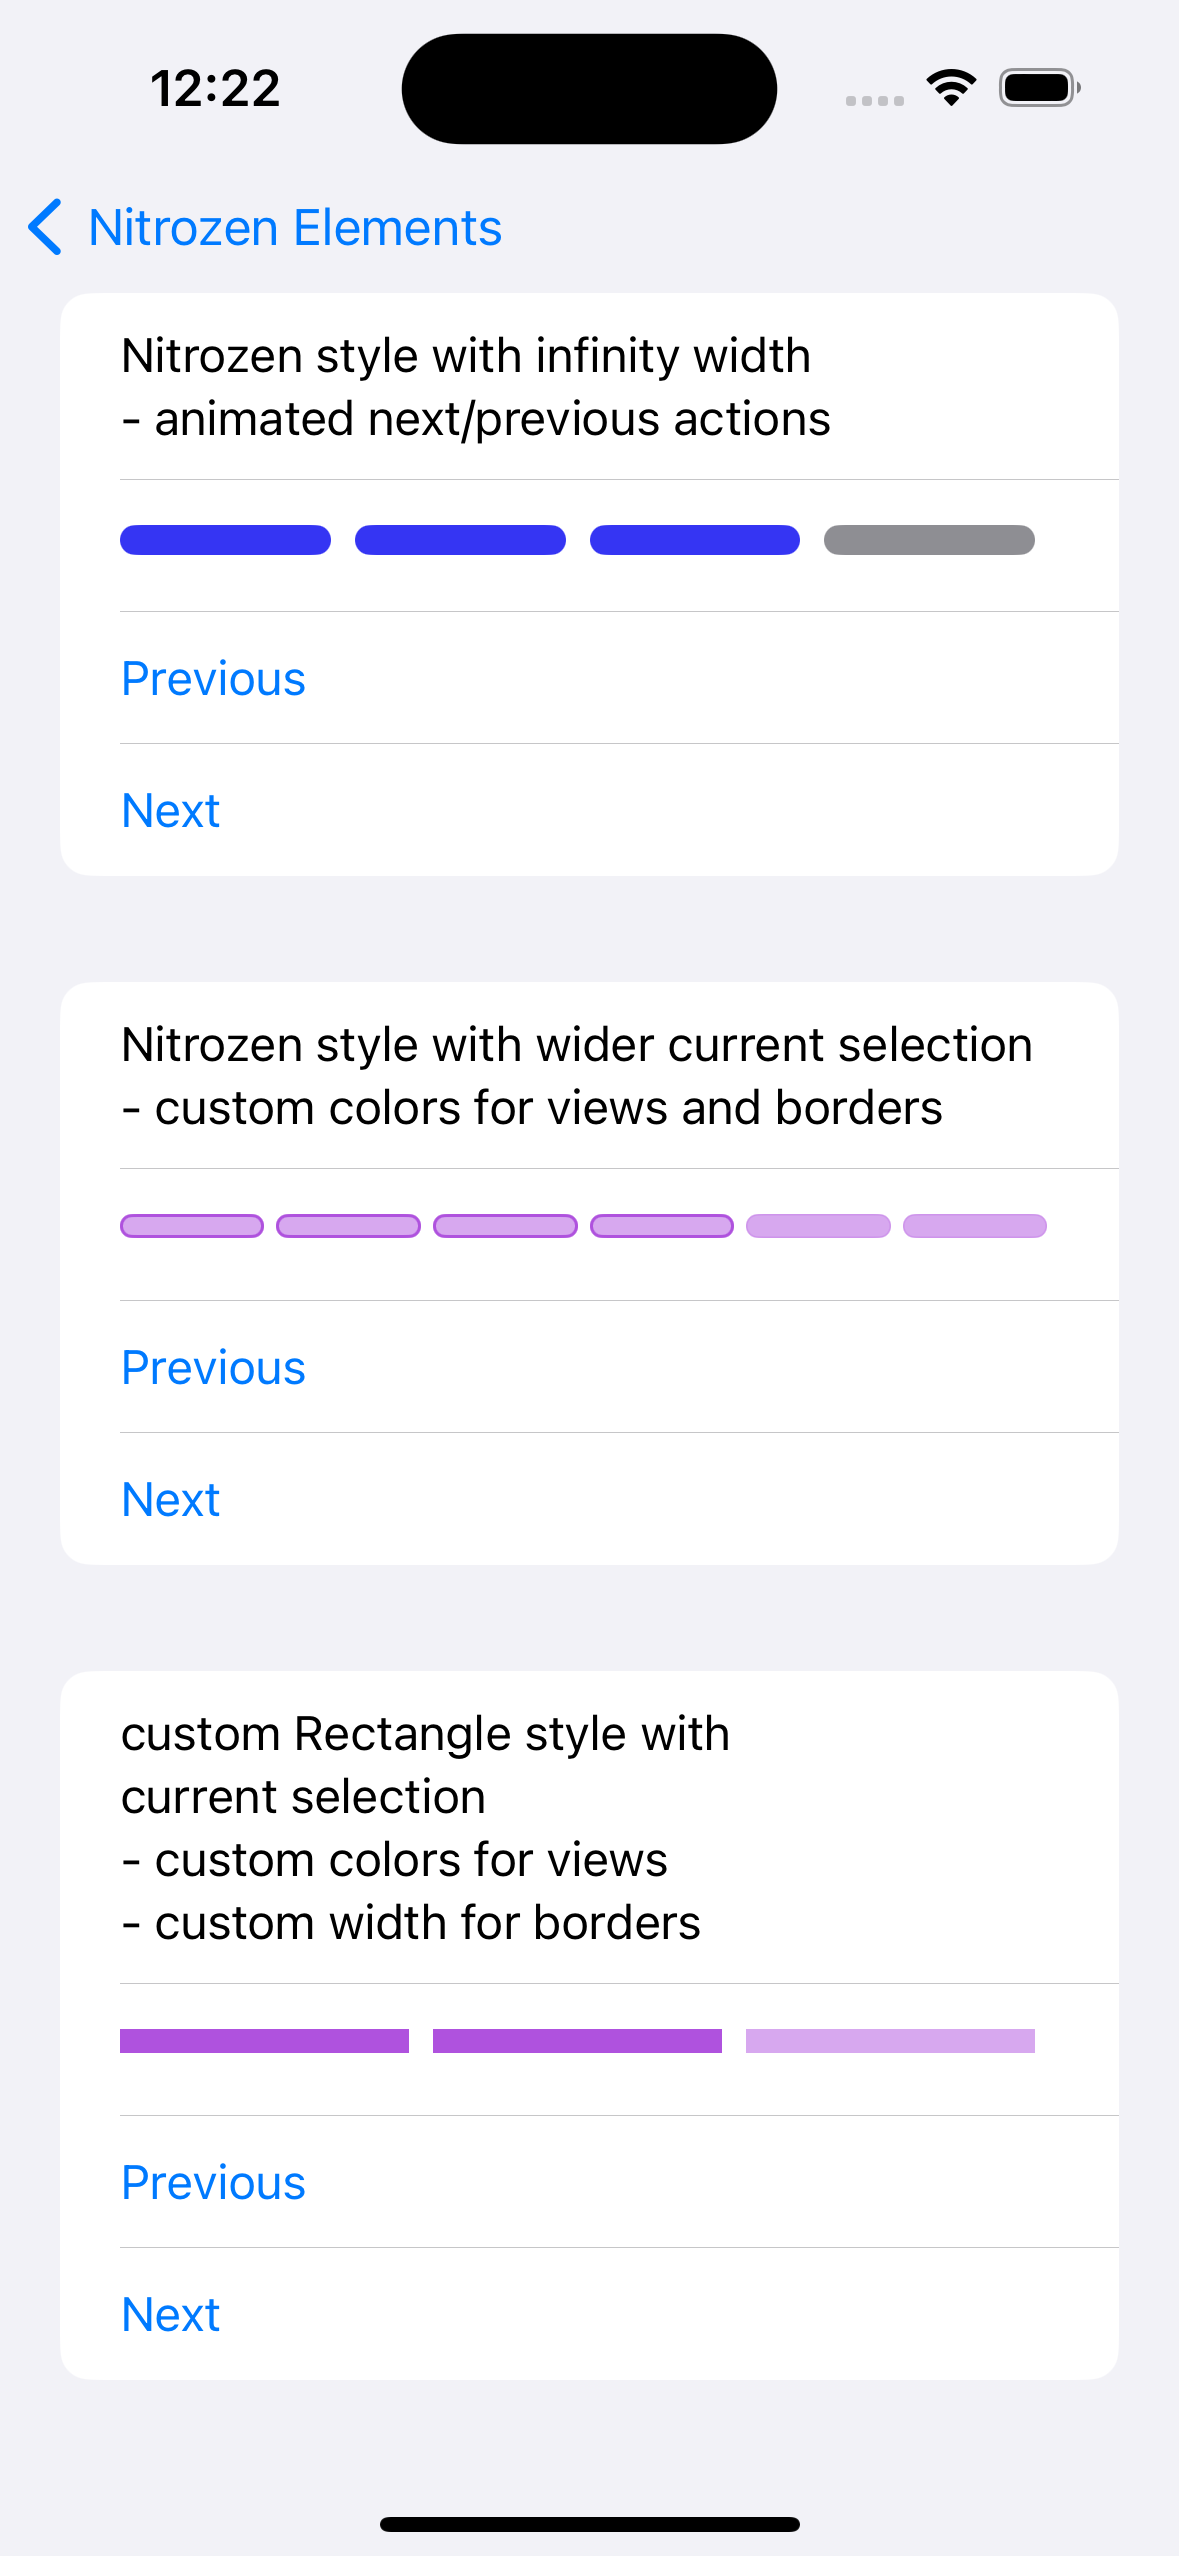 12:22
Nitrozen Elements
Nitrozen style with infinity width
- animated next/previous actions
Previous
Next
Nitrozen style with wider current selection
- custom colors for views and borders
Previous
Next
custom Rectangle style with
current selection
- custom colors for views
- custom width for borders
Previous
Next